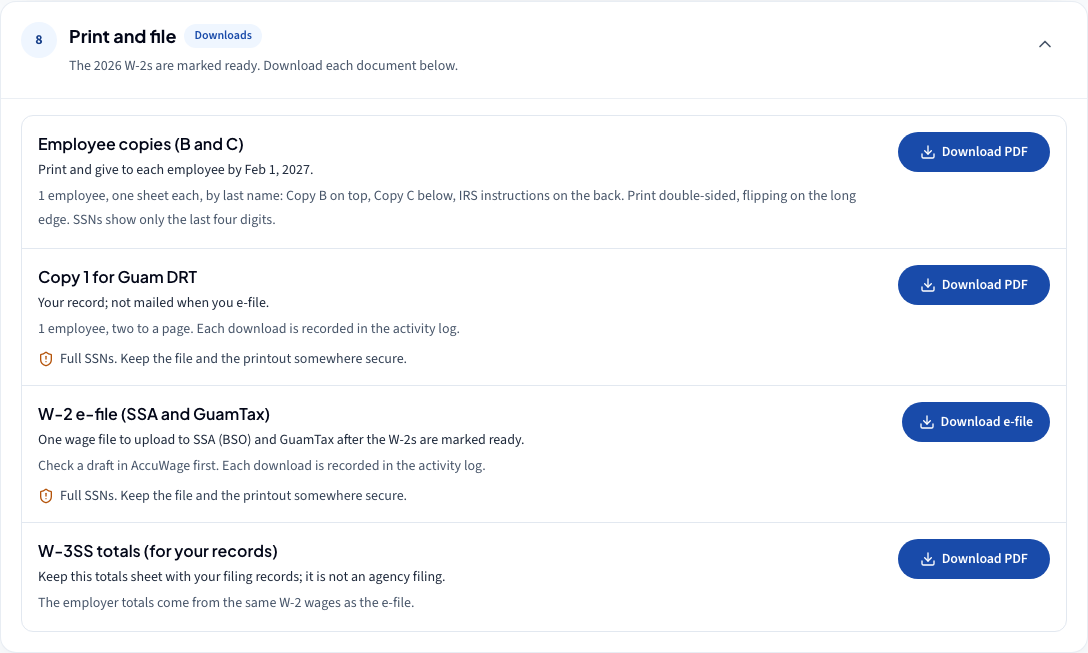 8
Print and file
Downloads
The 2026 W-2s are marked ready. Download each document below.
Employee copies (B and C)
Print and give to each employee by Feb 1, 2027.
1 employee, one sheet each, by last name: Copy B on top, Copy C below, IRS instructions on the back. Print double-sided, flipping on the long
edge. SSNs show only the last four digits.
Download PDF
Copy 1 for Guam DRT
Your record; not mailed when you e-file.
1 employee, two to a page. Each download is recorded in the activity log.
Full SSNs. Keep the file and the printout somewhere secure.
Download PDF
W-2 e-file (SSA and GuamTax)
One wage file to upload to SSA (BSO) and GuamTax after the W-2s are marked ready.
Check a draft in AccuWage first. Each download is recorded in the activity log.
Full SSNs. Keep the file and the printout somewhere secure.
Download e-file
W-3SS totals (for your records)
Keep this totals sheet with your filing records; it is not an agency filing.
The employer totals come from the same W-2 wages as the e-file.
Download PDF